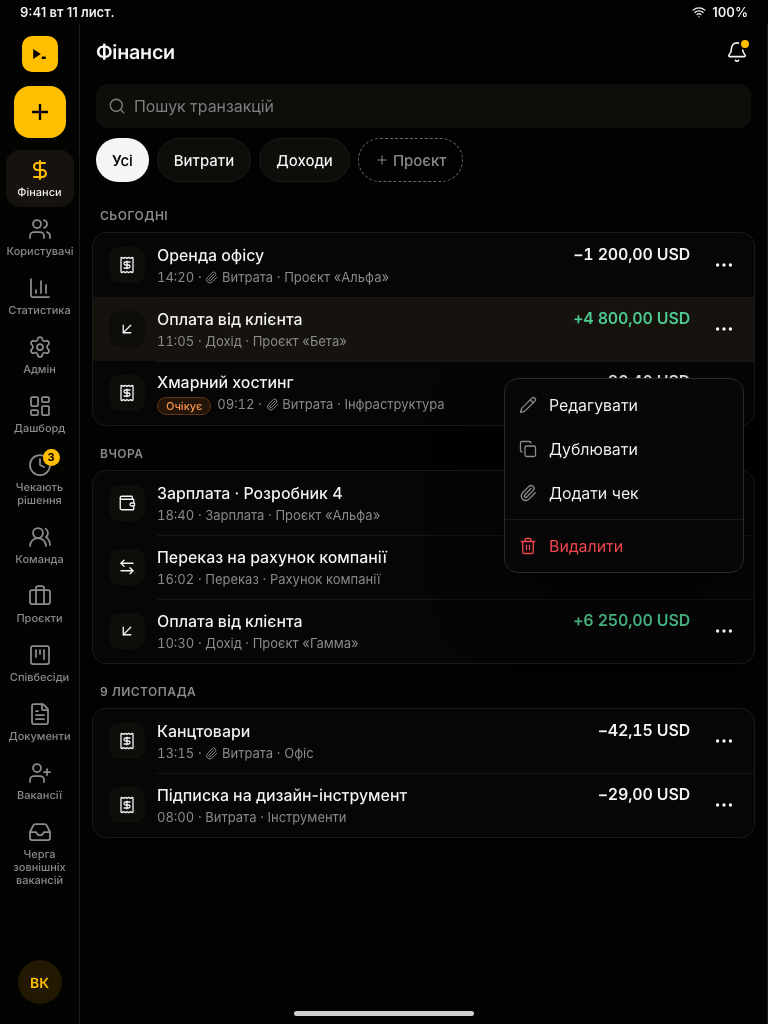 9:41 вт 11 лист.
100%
Фінанси
Пошук транзакцій
Усі
Витрати
Доходи
+ Проєкт
Фінанси
Користувачі
Статистика
Адмін
Дашборд
3
Чекають
рішення
Команда
Проєкти
Співбесіди
Документи
Вакансії
Черга
зовнішніх
вакансій
ВК
СЬОГОДНІ
Оренда офісу
−1 200,00 USD
14:20 · Витрата · Проєкт «Альфа»
Оплата від клієнта
+4 800,00 USD
11:05 · Дохід · Проєкт «Бета»
Хмарний хостинг
Очікує 09:12 · Витрата · Інфраструктура
Редагувати
Дублювати
Додати чек
Видалити
ВЧОРА
Зарплата · Розробник 4
18:40 · Зарплата · Проєкт «Альфа»
Переказ на рахунок компанії
16:02 · Переказ · Рахунок компанії
Оплата від клієнта
+6 250,00 USD
10:30 · Дохід · Проєкт «Гамма»
9 ЛИСТОПАДА
Канцтовари
−42,15 USD
13:15 · Витрата · Офіс
Підписка на дизайн-інструмент
−29,00 USD
08:00 · Витрата · Інструменти